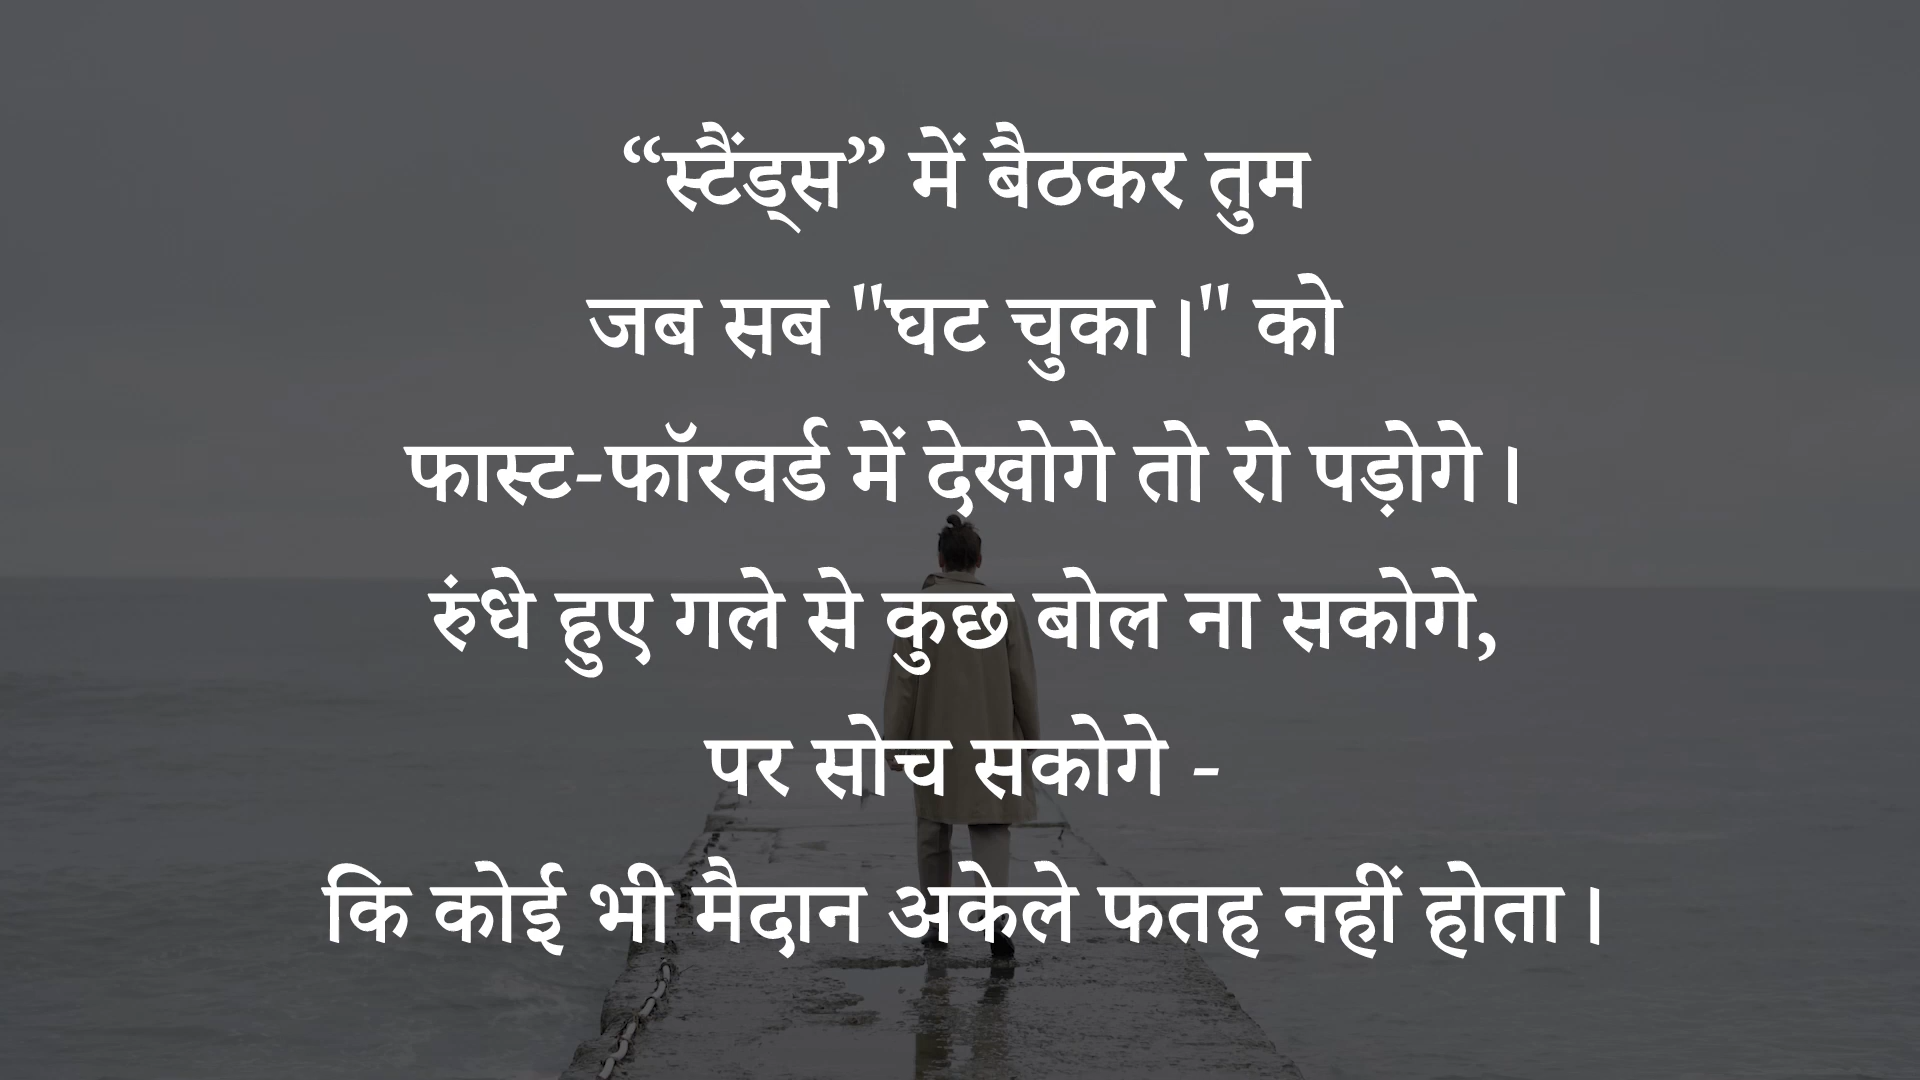 “स्टैंड्स” में बैठकर तुम
जब सब "घट चुका।" को
फास्ट-फॉरवर्ड में देखोगे तो रो पड़ोगे।
रुंधे हुए गले से कुछ बोल ना सकोगे,
पर सोच सकोगे -
कि कोई भी मैदान अकेले फतह नहीं होता।